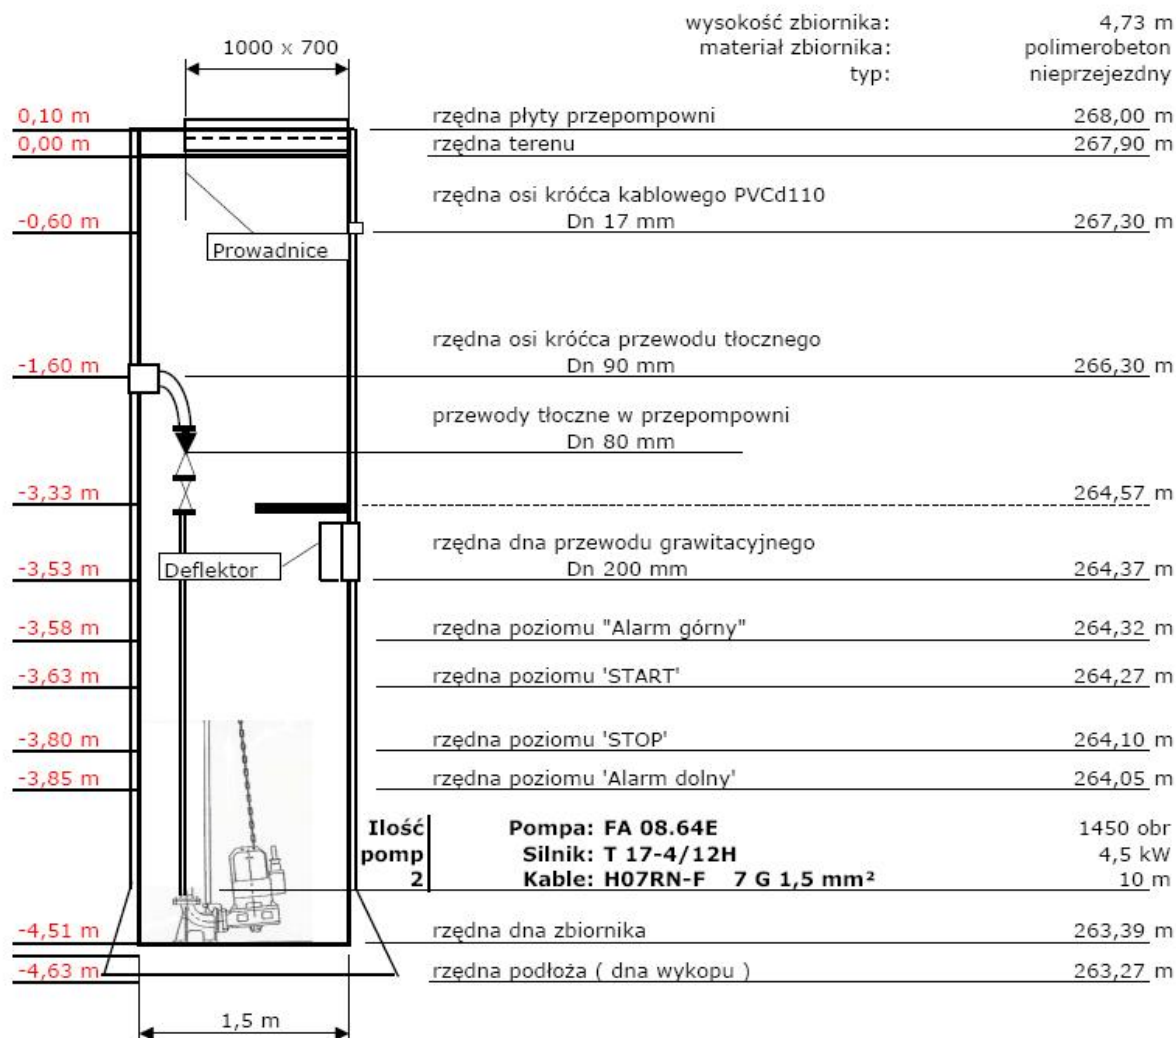 wysokość zbiornika: 4,73 m
materiał zbiornika: polimerobeton
typ: nieprzejezdny
1000 x 700
0,10 m rzędna płyty przepompowni 268,00 m
0,00 m rzędna terenu 267,90 m
rzędna osi króćca kablowego PVCd110
-0,60 m Dn 17 mm 267,30 m
Prowadnice
rzędna osi króćca przewodu tłocznego
-1,60 m Dn 90 mm 266,30 m
przewody tłoczne w przepompowni
Dn 80 mm
-3,33 m 264,57 m
rzędna dna przewodu grawitacyjnego
Deflektor
-3,53 m Dn 200 mm 264,37 m
-3,58 m rzędna poziomu "Alarm górny" 264,32 m
-3,63 m rzędna poziomu 'START' 264,27 m
-3,80 m rzędna poziomu 'STOP' 264,10 m
-3,85 m rzędna poziomu 'Alarm dolny' 264,05 m
Ilość Pompa: FA 08.64E 1450 obr
pomp Silnik: T 17-4/12H 4,5 kW
2 Kable: H07RN-F 7 G 1,5 mm² 10 m
-4,51 m rzędna dna zbiornika 263,39 m
-4,63 m rzędna podłoża ( dna wykopu ) 263,27 m
1,5 m